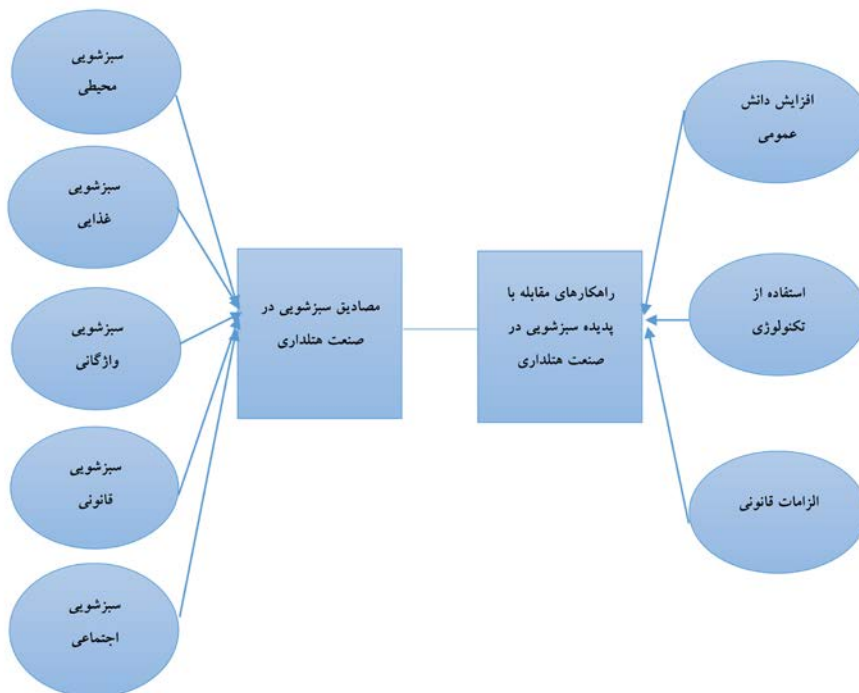 افزایش دانش
عمومی
استفاده از
تکنولوژی
الزامات قانونی
راهکارهای مقابله با
پدیده سبزشویی در
صنعت هتلداری
مصادیق سبزشویی در
صنعت هتلداری
سبزشویی
محیطی
سبزشویی
غذایی
سبزشویی
واژگانی
سبزشویی
قانونی
سبزشویی
اجتماعی